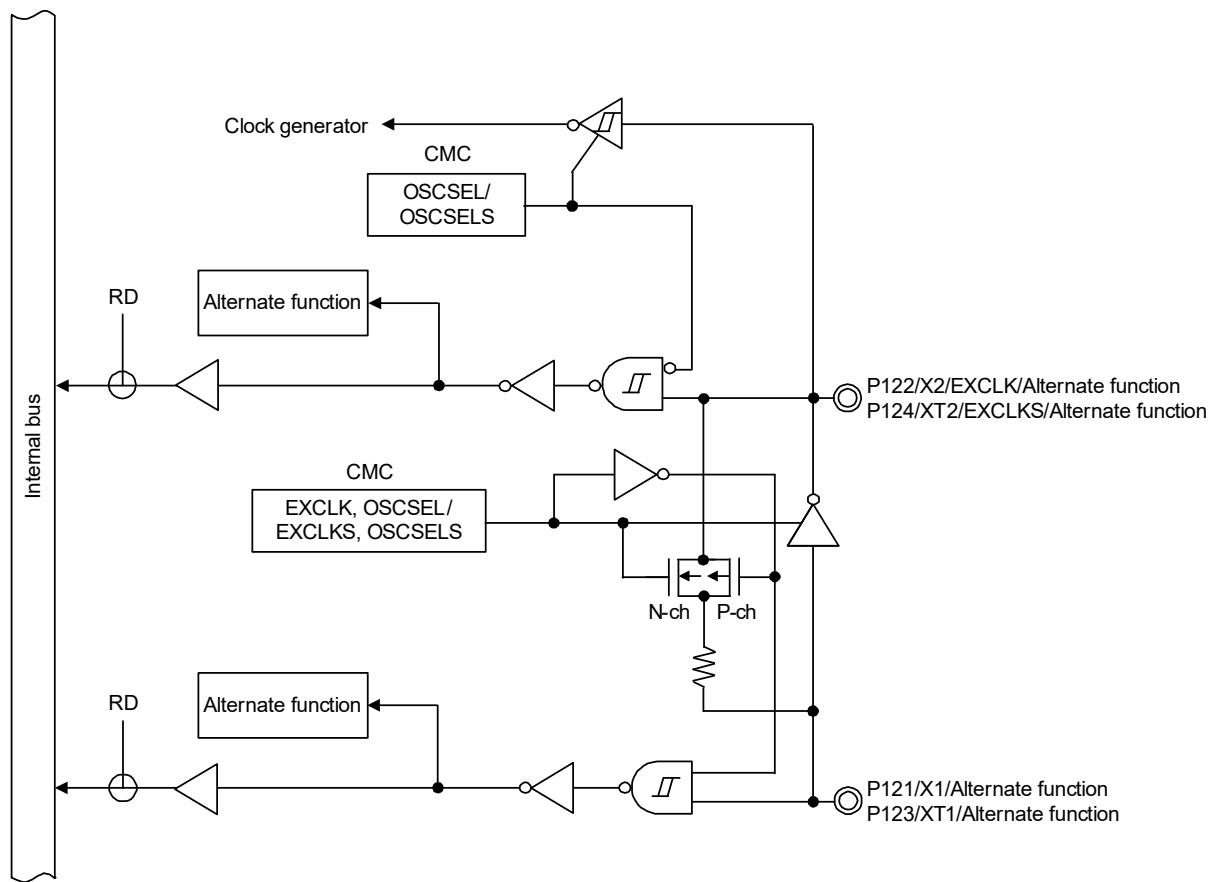 Clock generator
CMC
OSCSEL/
OSCSELS
RD
Alternate function
P122/X2/EXCLK/Alternate function
P124/XT2/EXCLKS/Alternate function
Internal bus
CMC
EXCLK, OSCSEL/
EXCLKS, OSCSELS
N-ch
P-ch
RD
Alternate function
P121/X1/Alternate function
P123/XT1/Alternate function